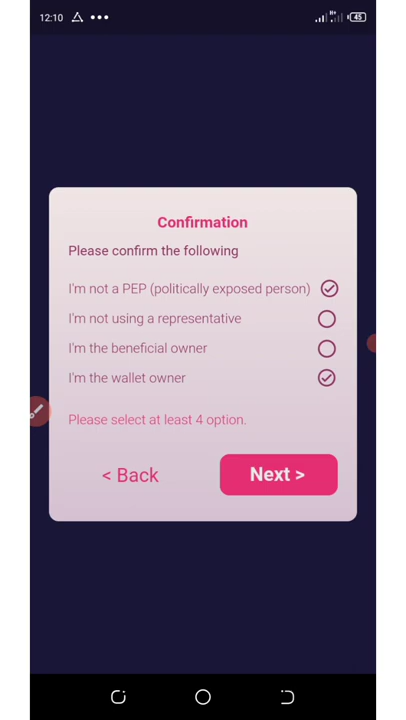 12:10
H+
45
Confirmation
Please confirm the following
I'm not a PEP (politically exposed person)
I'm not using a representative
I'm the beneficial owner
I'm the wallet owner
Please select at least 4 option.
< Back
Next >